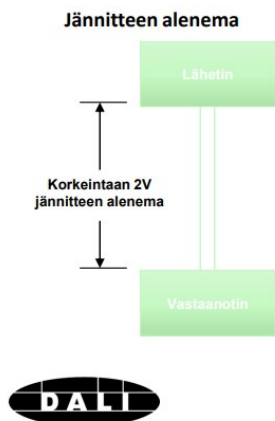 Jännitteen alenema
Lähetin
Korkeintaan 2V
jännitteen alenema
Vastaanotin
DALI